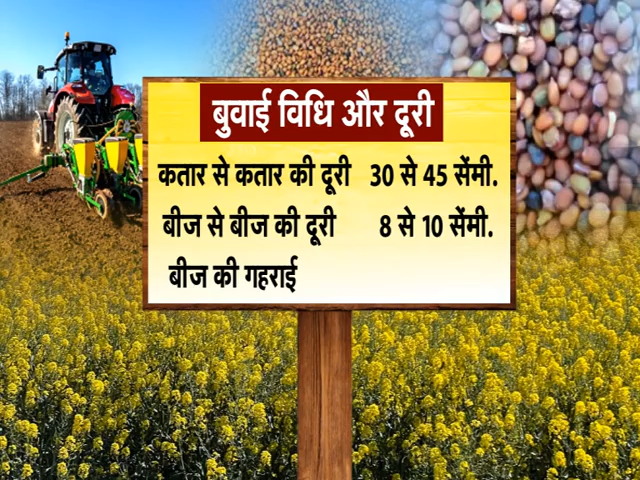 बुवाई विधि और दूरी
कतार से कतार की दूरी 30 से 45 सेंमी.
बीज से बीज की दूरी 8 से 10 सेंमी.
बीज की गहराई